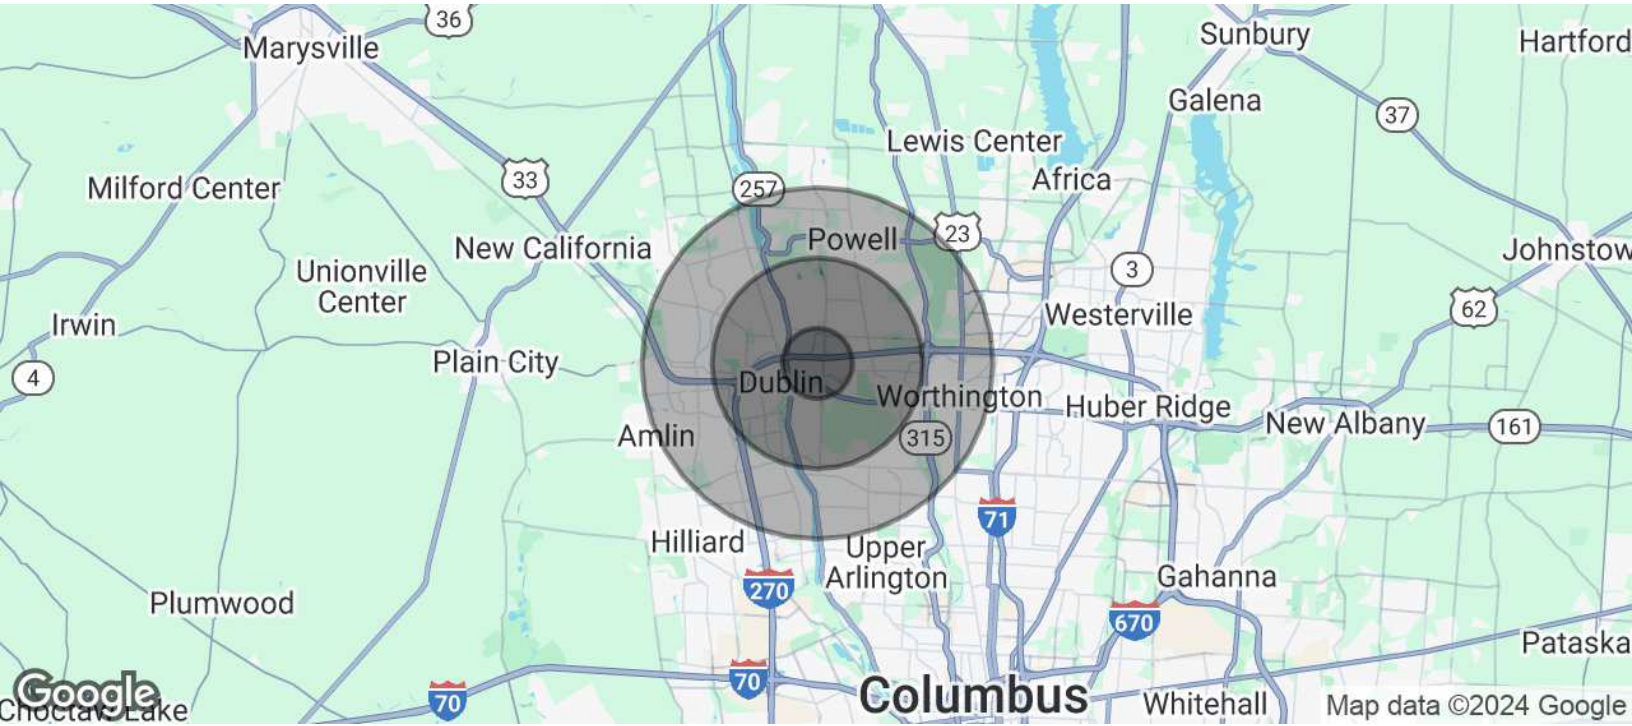 36
Marysville
Sunbury
Hartford
Galena
37
Lewis Center
Africa
33
Milford Center
257
23
Powell
New California
Johnstow
Unionville
Center
3
62
Irwin
Westerville
Plain City
4
Dublin
Worthington
Huber Ridge
New Albany
161
Amlin
315
71
Hilliard
Upper
Arlington
270
Gahanna
Plumwood
670
Pataska
70
70
Columbus
Whitehall
Google
Choctaw Lake
Map data ©2024 Google